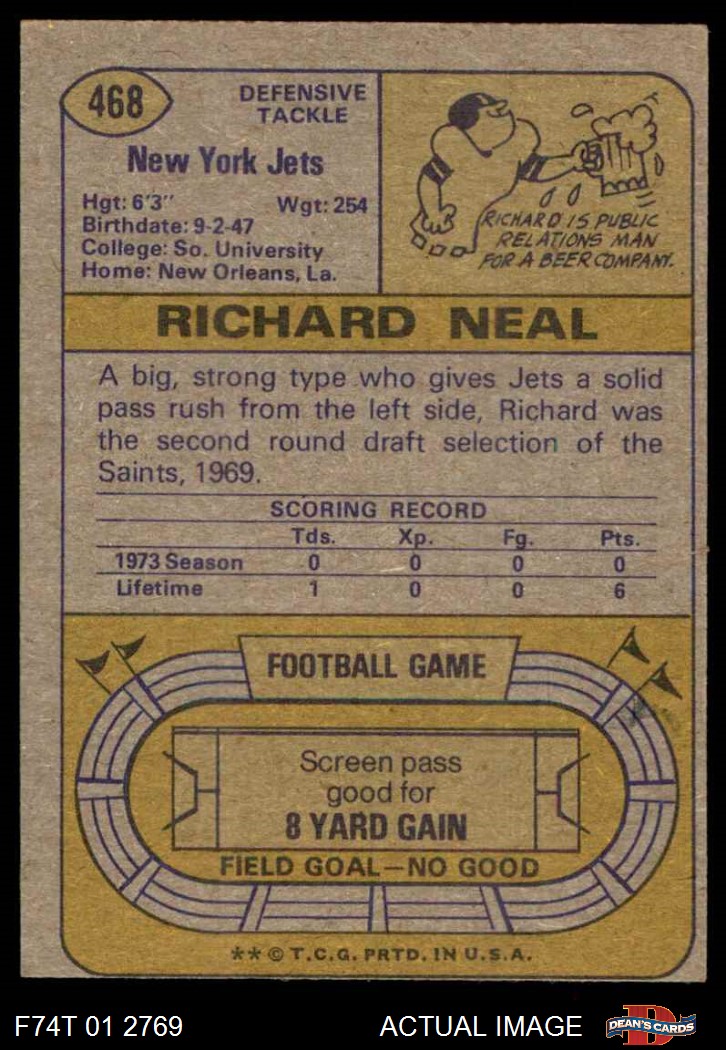 468
DEFENSIVE
TACKLE
New York Jets
Hgt: 6'3" Wgt: 254
Birthdate: 9-2-47
College: So. University
Home: New Orleans, La.
RICHARD IS PUBLIC
RELATIONS MAN
FOR A BEER COMPANY.
RICHARD NEAL
A big, strong type who gives Jets a solid
pass rush from the left side, Richard was
the second round draft selection of the
Saints, 1969.
SCORING RECORD
Tds. Xp. Fg. Pts.
1973 Season 0 0 0 0
Lifetime 1 0 0 6
FOOTBALL GAME
Screen pass
good for
8 YARD GAIN
FIELD GOAL—NO GOOD
** © T.C.G. PRTD. IN U.S.A.
F74T 01 2769 ACTUAL IMAGE
D
DEAN'S CARDS